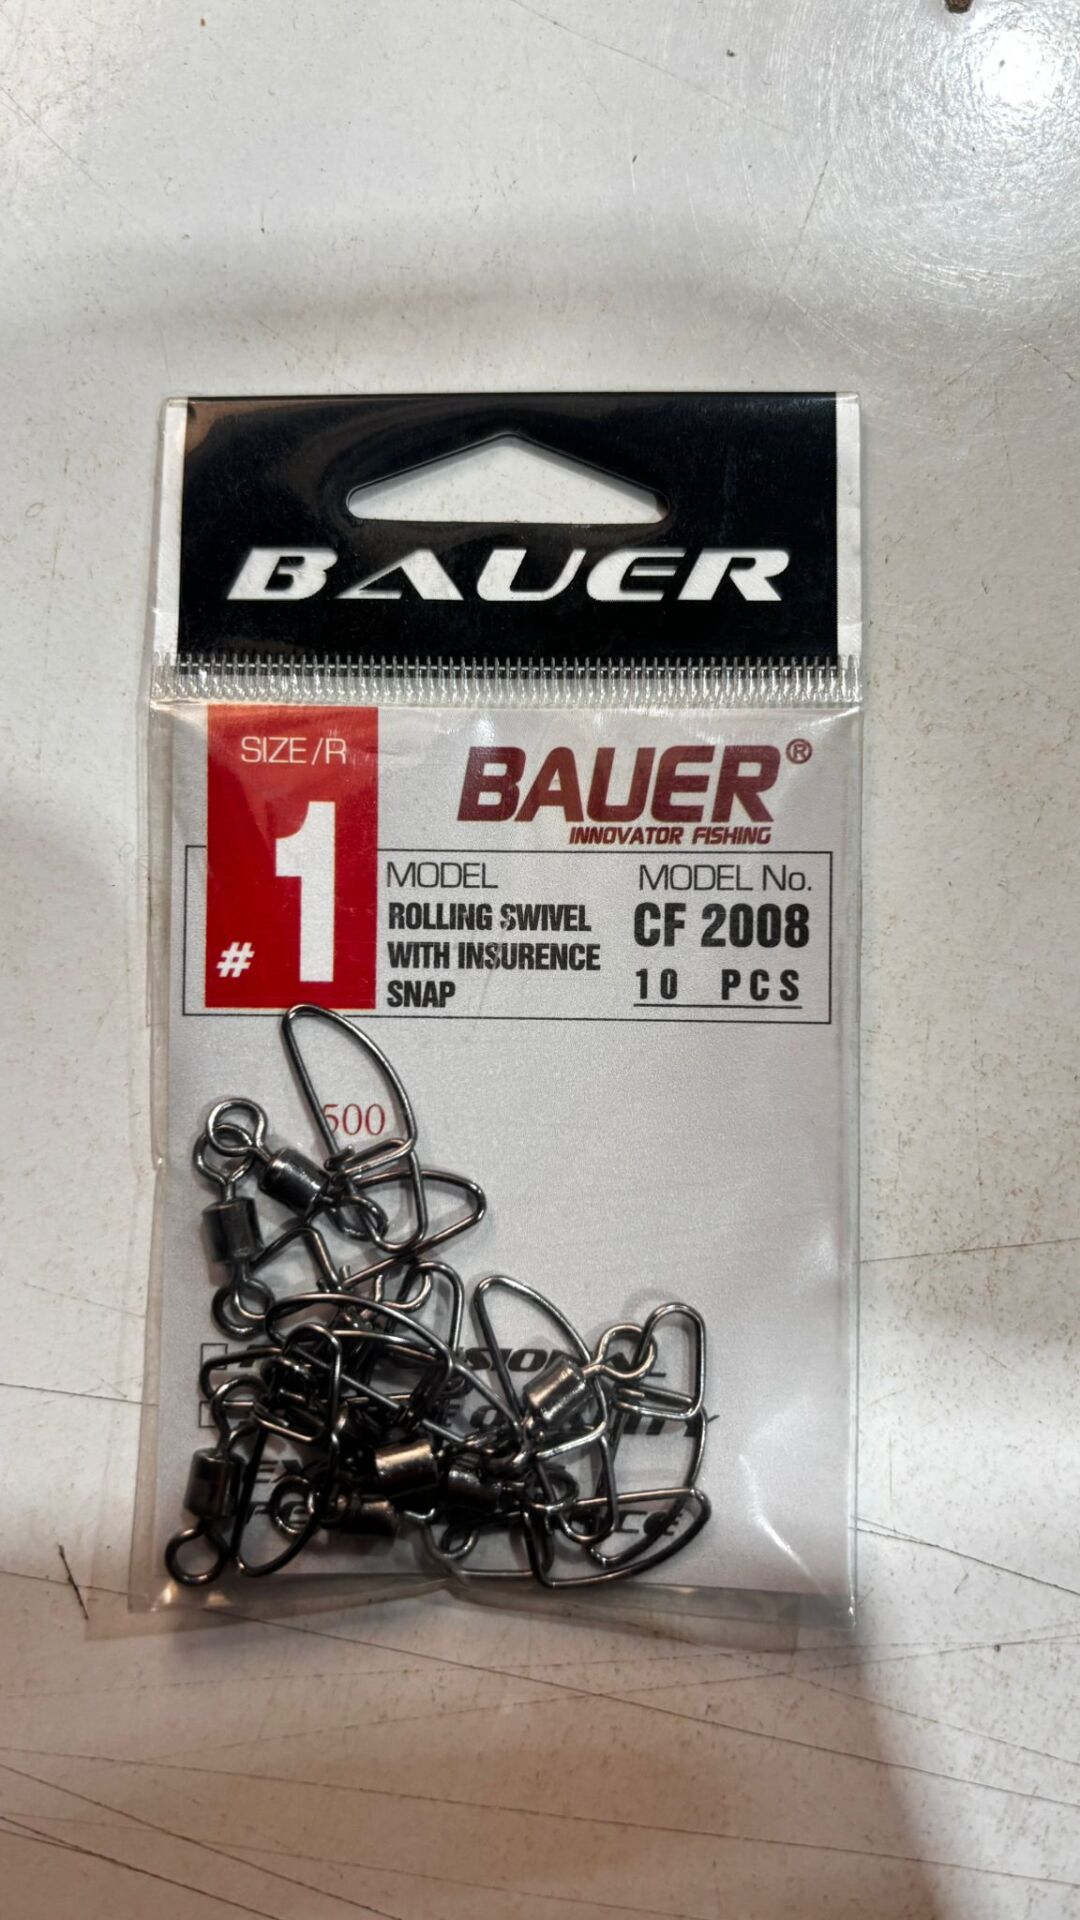 BAUER
SIZE/R
# 1
BAUER®
INNOVATOR FISHING
MODEL
ROLLING SWIVEL
WITH INSURENCE
SNAP
MODEL No.
CF 2008
10 PCS
500